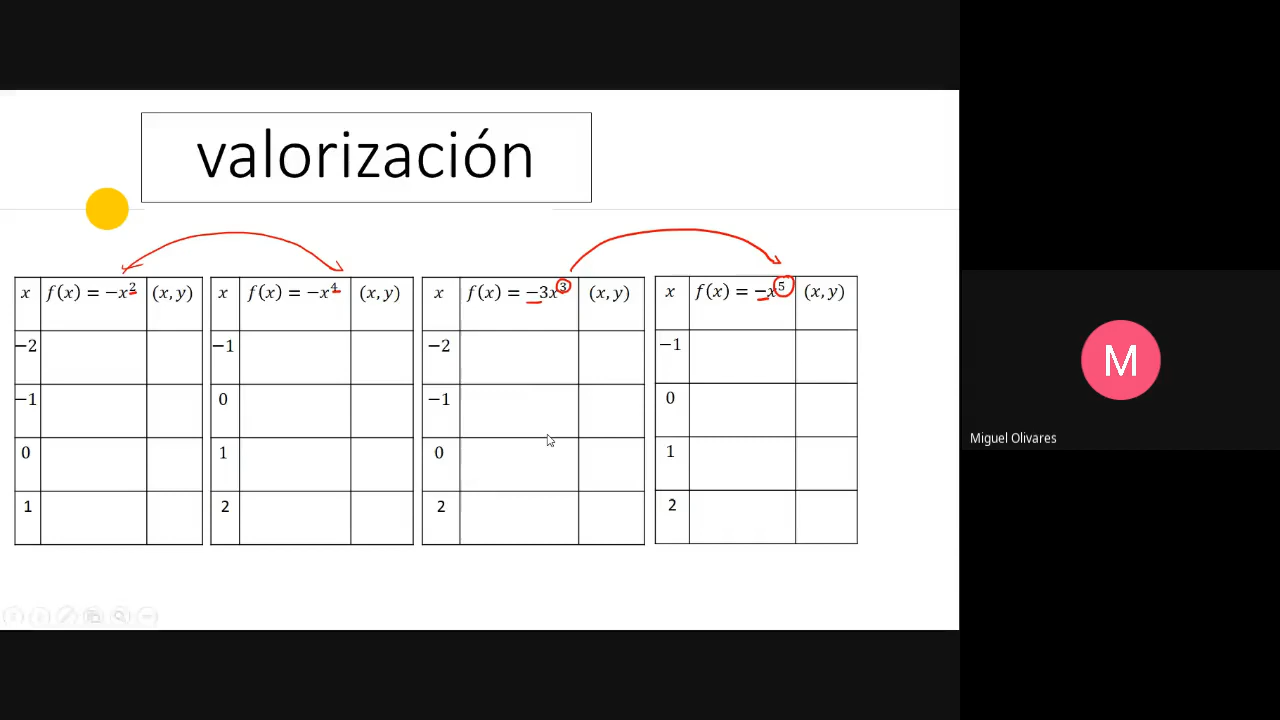 valorización
x f(x) = −x² (x, y) x f(x) = −x⁴ (x, y) x f(x) = −3x³ (x, y) x f(x) = −x⁵ (x, y)
−2 −1 −2 −1
−1 0 −1 0
0 1 0 1
1 2 2 2
M
Miguel Olivares